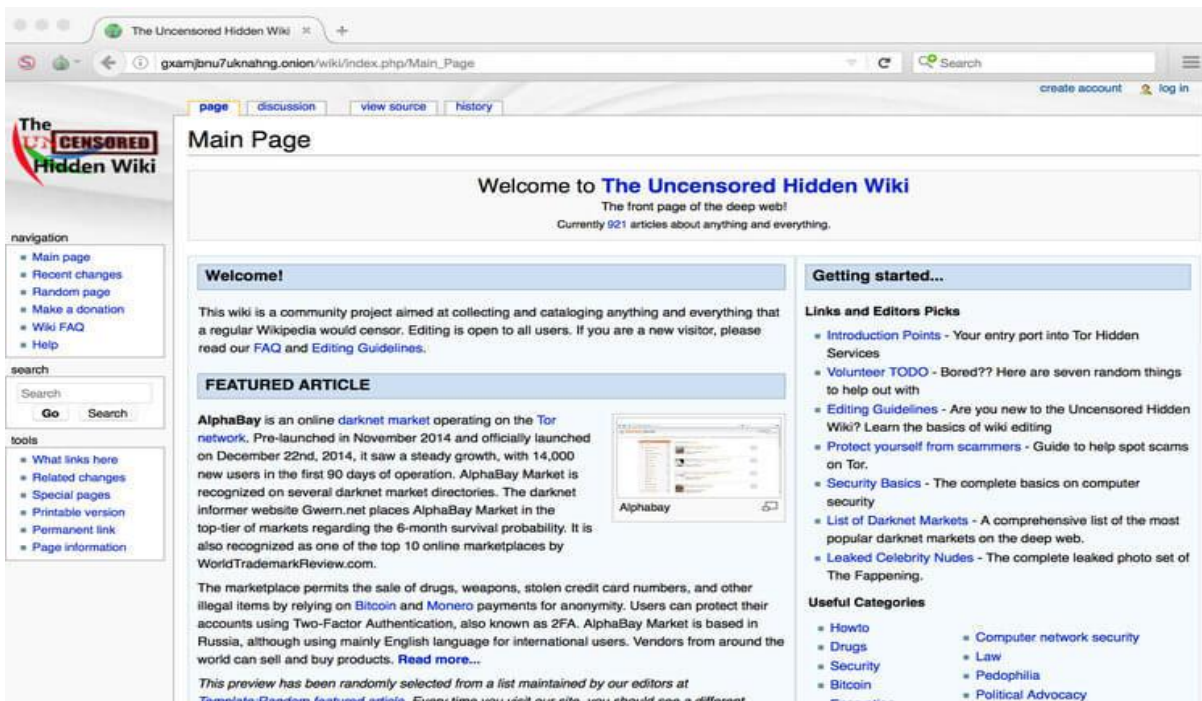 The Uncensored Hidden Wiki
gxamjbnu7uknahng.onion/wiki/index.php/Main_Page
Search
create account
log in
page
discussion
view source
history
The
UNCENSORED
Hidden Wiki
Main Page
Welcome to The Uncensored Hidden Wiki
The front page of the deep web!
Currently 921 articles about anything and everything.
navigation
Main page
Recent changes
Random page
Make a donation
Wiki FAQ
Help
search
Search
Go
Search
tools
What links here
Related changes
Special pages
Printable version
Permanent link
Page information
Welcome!
This wiki is a community project aimed at collecting and cataloging anything and everything that
a regular Wikipedia would censor. Editing is open to all users. If you are a new visitor, please
read our FAQ and Editing Guidelines.
FEATURED ARTICLE
AlphaBay is an online darknet market operating on the Tor
network. Pre-launched in November 2014 and officially launched
on December 22nd, 2014, it saw a steady growth, with 14,000
new users in the first 90 days of operation. AlphaBay Market is
recognized on several darknet market directories. The darknet
informer website Gwern.net places AlphaBay Market in the
top-tier of markets regarding the 6-month survival probability. It is
also recognized as one of the top 10 online marketplaces by
WorldTrademarkReview.com.
Alphabay
The marketplace permits the sale of drugs, weapons, stolen credit card numbers, and other
illegal items by relying on Bitcoin and Monero payments for anonymity. Users can protect their
accounts using Two-Factor Authentication, also known as 2FA. AlphaBay Market is based in
Russia, although using mainly English language for international users. Vendors from around the
world can sell and buy products. Read more...
This preview has been randomly selected from a list maintained by our editors at
Template:Random featured article. Every time you visit our site, you should see a different
Getting started...
Links and Editors Picks
Introduction Points - Your entry port into Tor Hidden
Services
Volunteer TODO - Bored?? Here are seven random things
to help out with
Editing Guidelines - Are you new to the Uncensored Hidden
Wiki? Learn the basics of wiki editing
Protect yourself from scammers - Guide to help spot scams
on Tor.
Security Basics - The complete basics on computer
security
List of Darknet Markets - A comprehensive list of the most
popular darknet markets on the deep web.
Leaked Celebrity Nudes - The complete leaked photo set of
The Fappening.
Useful Categories
Howto
Drugs
Security
Bitcoin
Computer network security
Law
Pedophilia
Political Advocacy